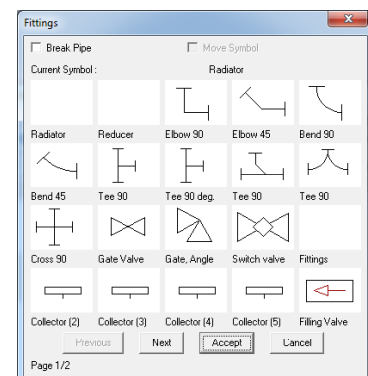 Fittings
Break Pipe Move Symbol
Current Symbol : Radiator
Radiator Reducer Elbow 90 Elbow 45 Bend 90
Bend 45 Tee 90 Tee 90 deg. Tee 90 Tee 90
Cross 90 Gate Valve Gate, Angle Switch valve Fittings
Collector (2) Collector (3) Collector (4) Collector (5) Filling Valve
Previous Next Accept Cancel
Page 1/2